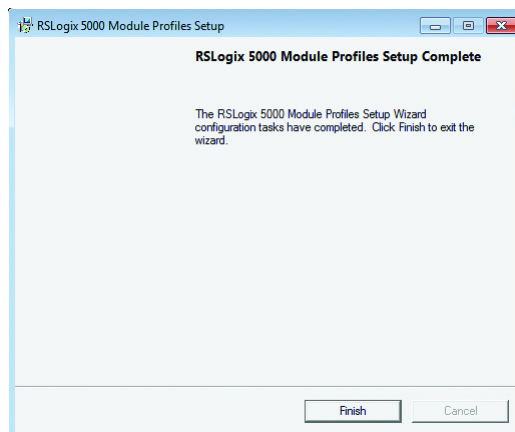 RSLogix 5000 Module Profiles Setup
RSLogix 5000 Module Profiles Setup Complete
The RSLogix 5000 Module Profiles Setup Wizard
configuration tasks have completed. Click Finish to exit the
wizard.
Finish
Cancel